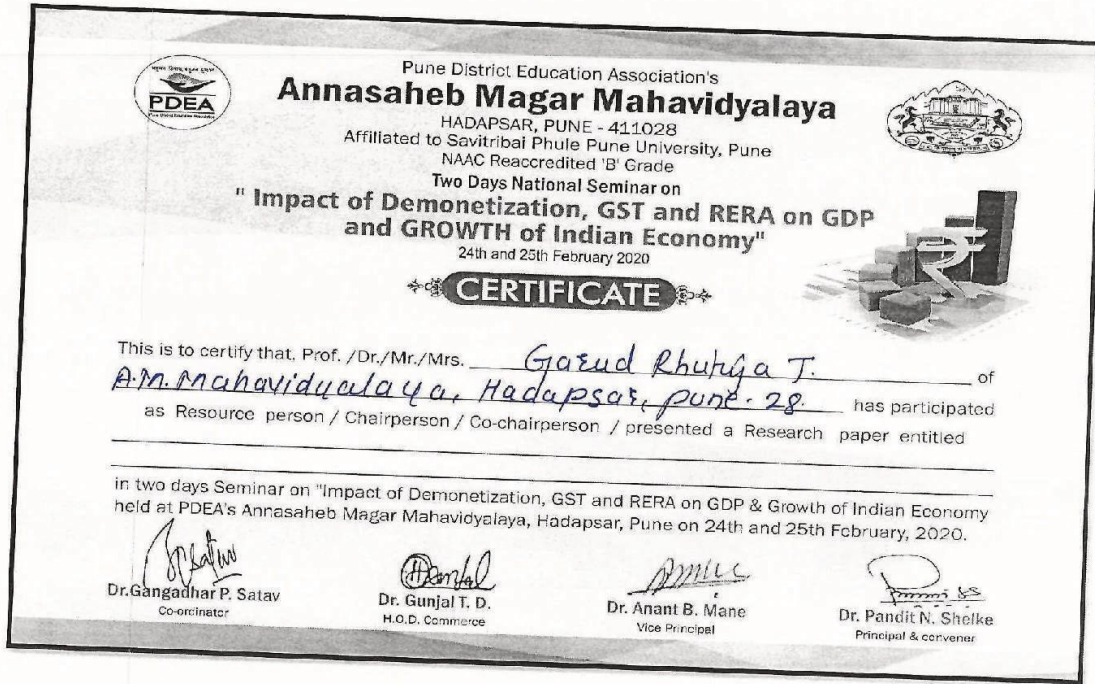 PDEA
Pune District Education Association's
Annasaheb Magar Mahavidyalaya
HADAPSAR, PUNE - 411028
Affiliated to Savitribai Phule Pune University, Pune
NAAC Reaccredited 'B' Grade
Two Days National Seminar on
" Impact of Demonetization, GST and RERA on GDP
and GROWTH of Indian Economy"
24th and 25th February 2020
CERTIFICATE
This is to certify that, Prof. /Dr./Mr./Mrs. Garud Rhutuja T. of
A.M. Mahavidyalaya, Hadapsar, pune. 28. has participated
as Resource person / Chairperson / Co-chairperson / presented a Research paper entitled
in two days Seminar on "Impact of Demonetization, GST and RERA on GDP & Growth of Indian Economy
held at PDEA's Annasaheb Magar Mahavidyalaya, Hadapsar, Pune on 24th and 25th February, 2020.
Dr.Gangadhar P. Satav
Co-ordinator
Dr. Gunjal T. D.
H.O.D. Commerce
Dr. Anant B. Mane
Vice Principal
Dr. Pandit N. Shelke
Principal & convener